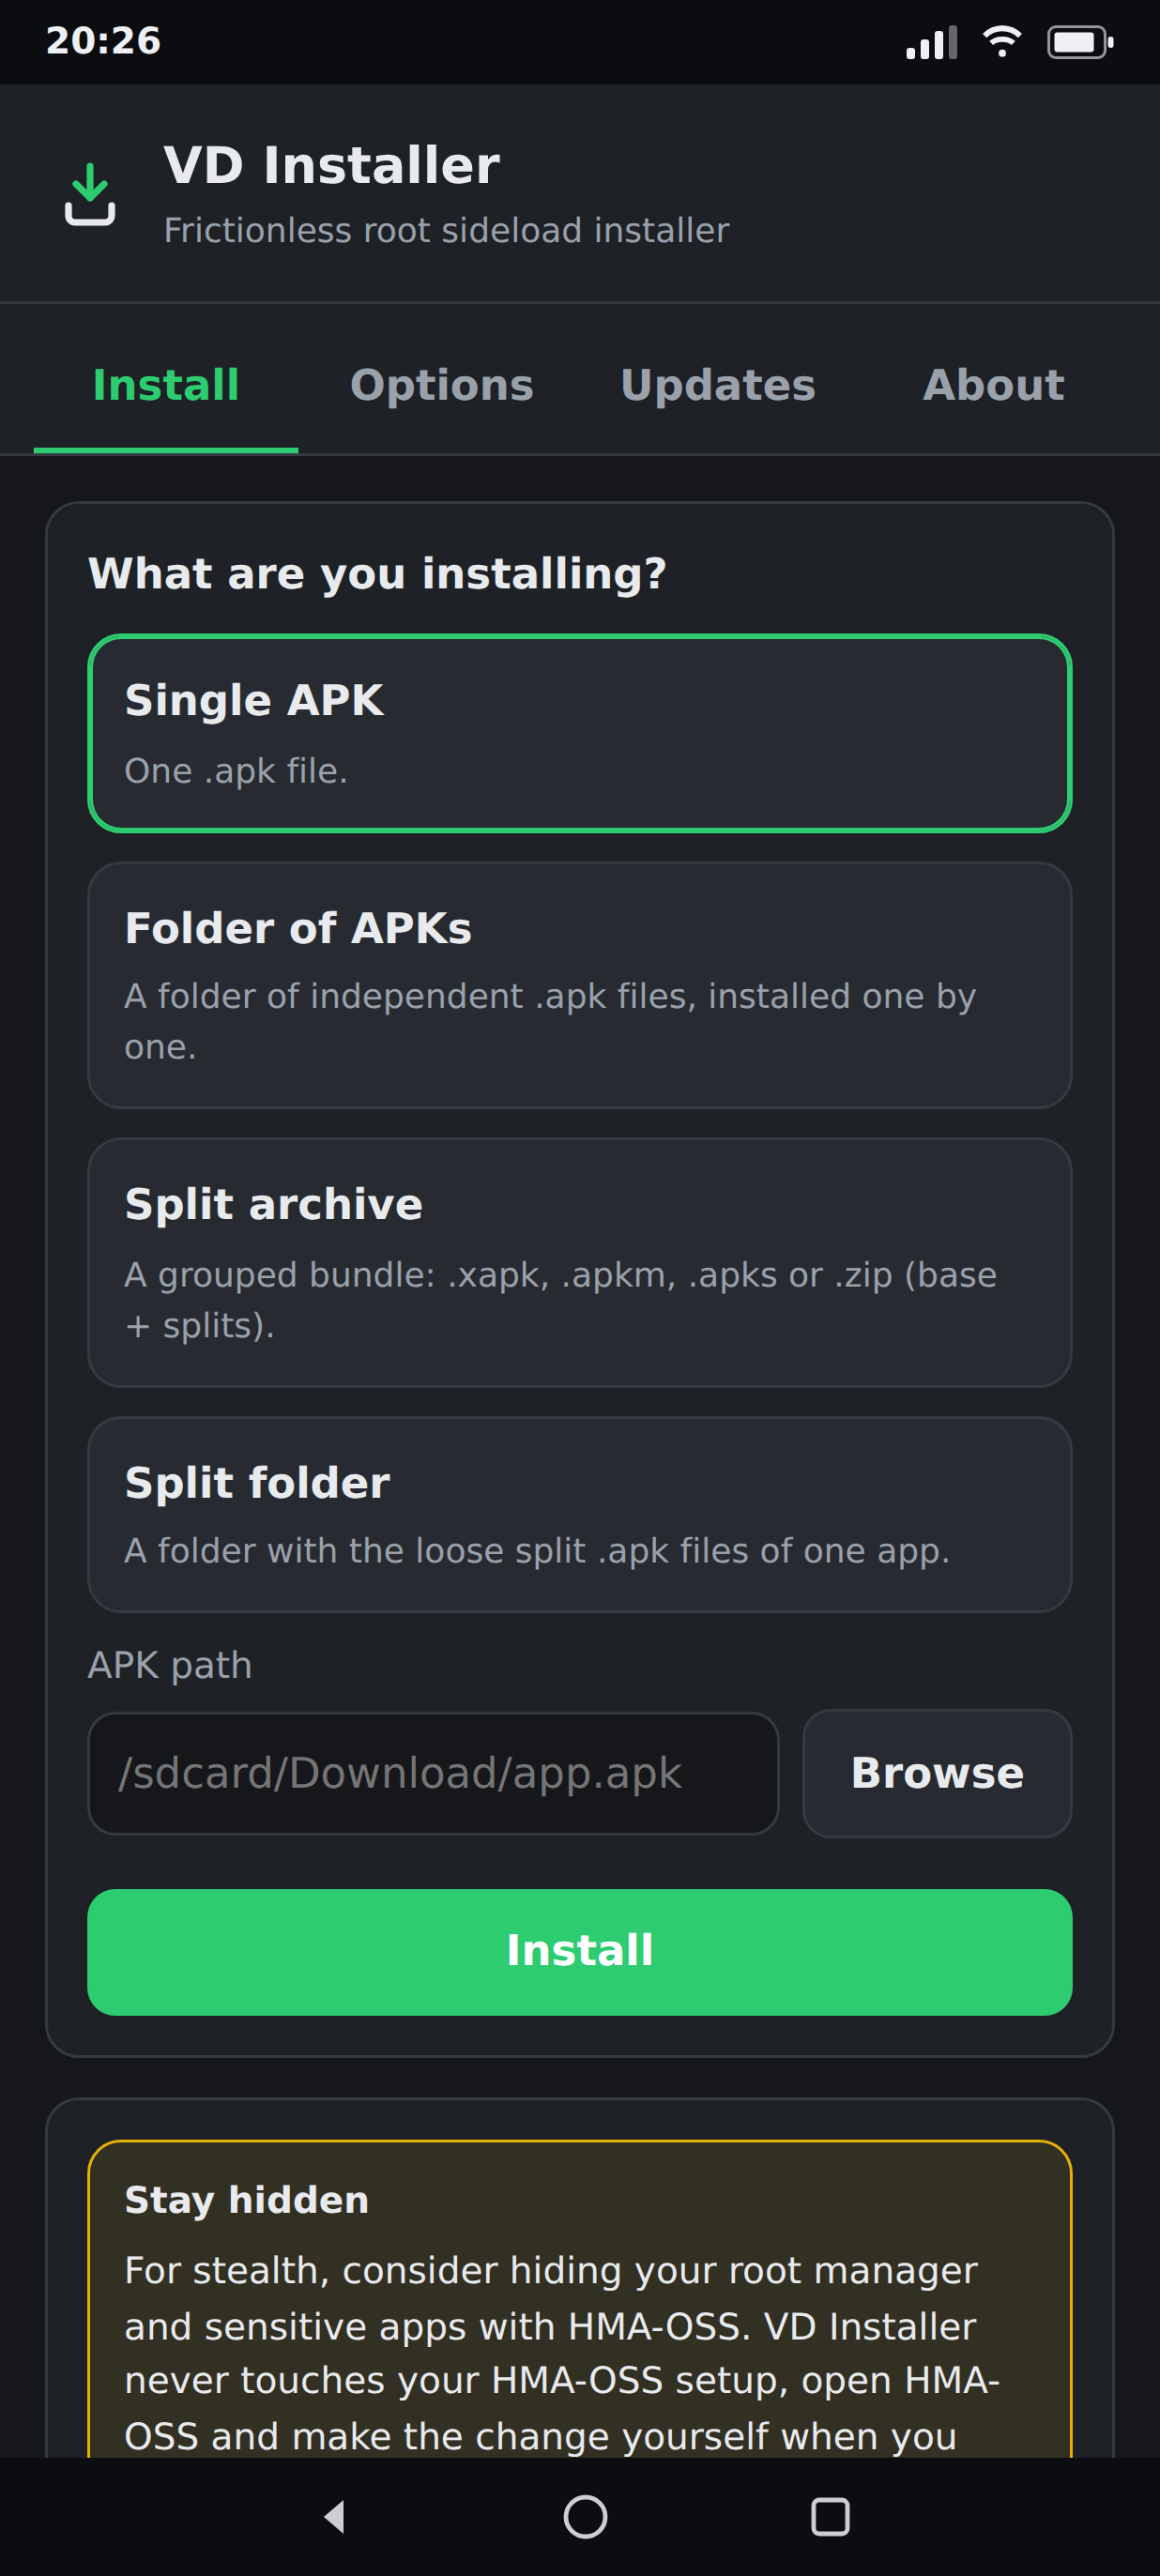 20:26
VD Installer
Frictionless root sideload installer
Install
Options
Updates
About
What are you installing?
Single APK
One .apk file.
Folder of APKs
A folder of independent .apk files, installed one by
one.
Split archive
A grouped bundle: .xapk, .apkm, .apks or .zip (base
+ splits).
Split folder
A folder with the loose split .apk files of one app.
APK path
/sdcard/Download/app.apk
Browse
Install
Stay hidden
For stealth, consider hiding your root manager
and sensitive apps with HMA-OSS. VD Installer
never touches your HMA-OSS setup, open HMA-
OSS and make the change yourself when you